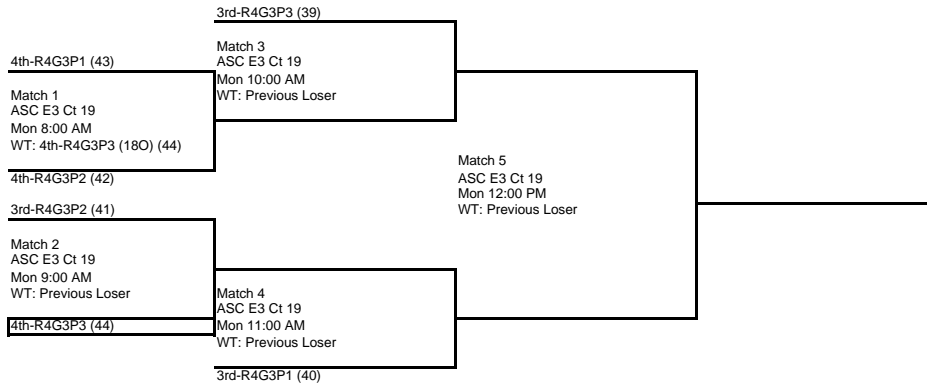 3rd-R4G3P3 (39)
Match 3
ASC E3 Ct 19
Mon 10:00 AM
WT: Previous Loser
4th-R4G3P1 (43)
Match 1
ASC E3 Ct 19
Mon 8:00 AM
WT: 4th-R4G3P3 (18O) (44)
4th-R4G3P2 (42)
Match 5
ASC E3 Ct 19
Mon 12:00 PM
WT: Previous Loser
3rd-R4G3P2 (41)
Match 2
ASC E3 Ct 19
Mon 9:00 AM
WT: Previous Loser
4th-R4G3P3 (44)
Match 4
ASC E3 Ct 19
Mon 11:00 AM
WT: Previous Loser
3rd-R4G3P1 (40)